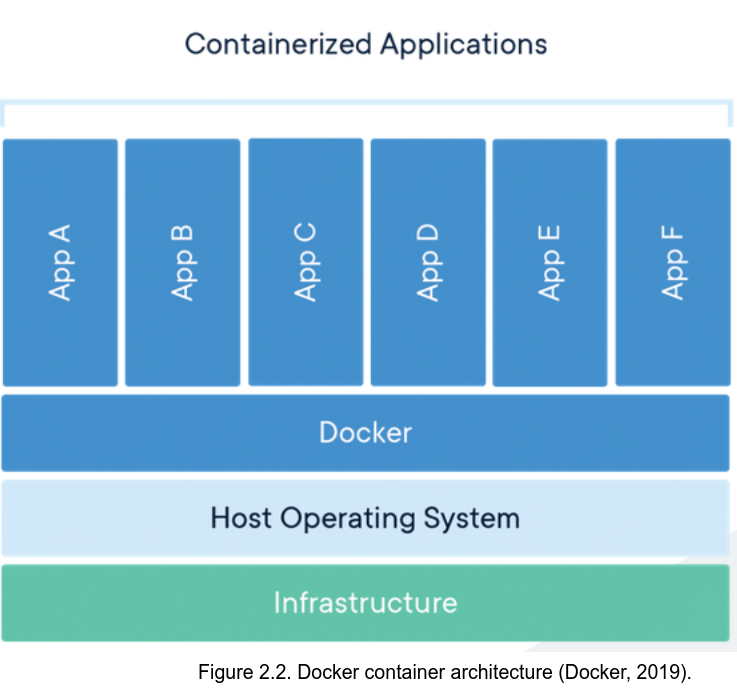 Containerized Applications
App A
App B
App C
App D
App E
App F
Docker
Host Operating System
Infrastructure
Figure 2.2. Docker container architecture (Docker, 2019).